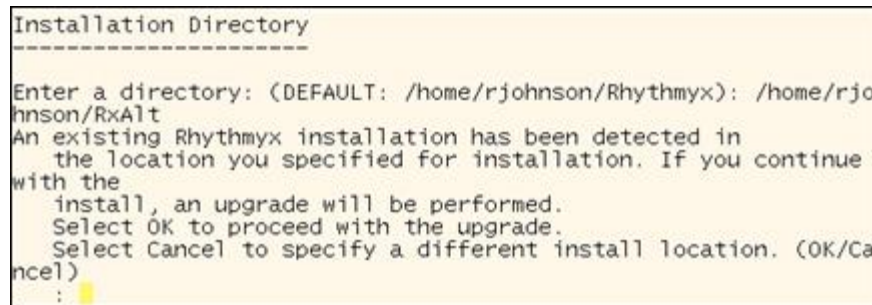 Installation Directory
----------------------
Enter a directory: (DEFAULT: /home/rjohnson/Rhythmyx): /home/rjo
hnson/RxAlt
An existing Rhythmyx installation has been detected in
the location you specified for installation. If you continue
with the
install, an upgrade will be performed.
Select OK to proceed with the upgrade.
Select Cancel to specify a different install location. (OK/Ca
ncel)
: